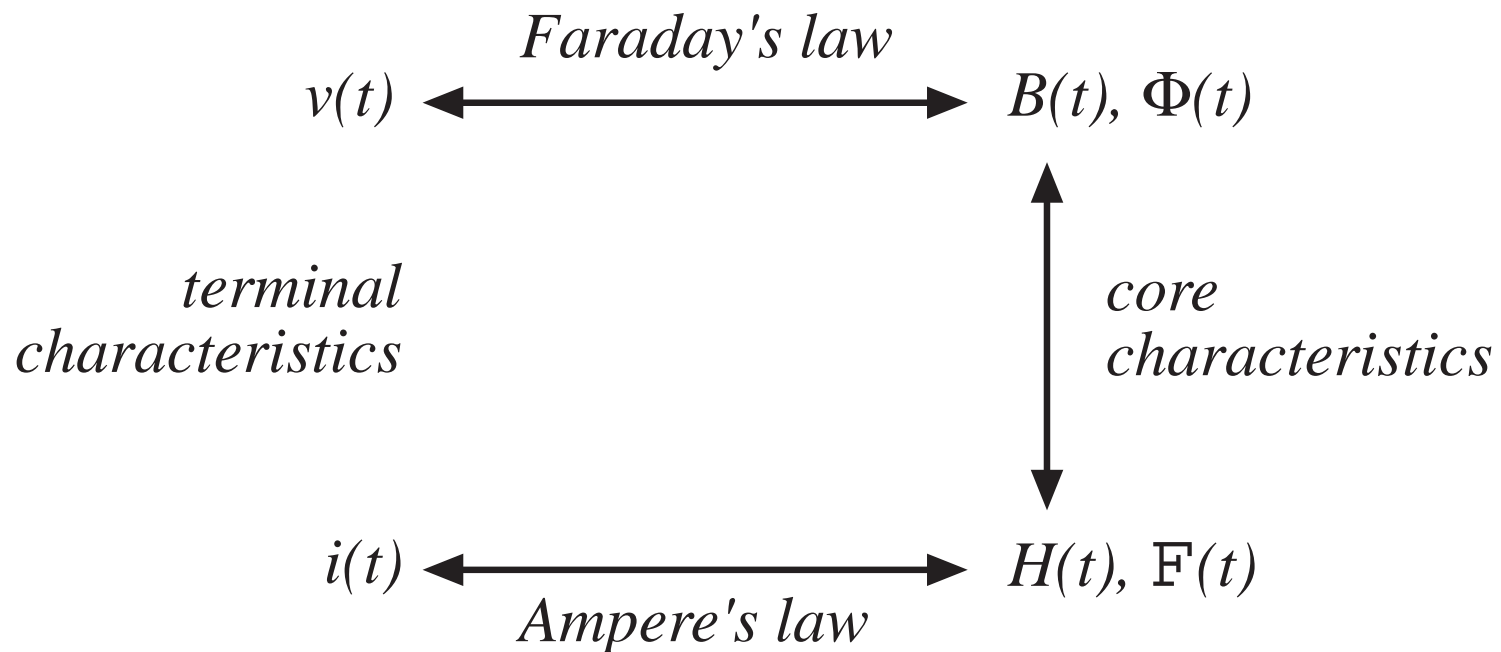 Faraday's law
v(t)
B(t), Φ(t)
terminal
characteristics
core
characteristics
i(t)
H(t), F(t)
Ampere's law